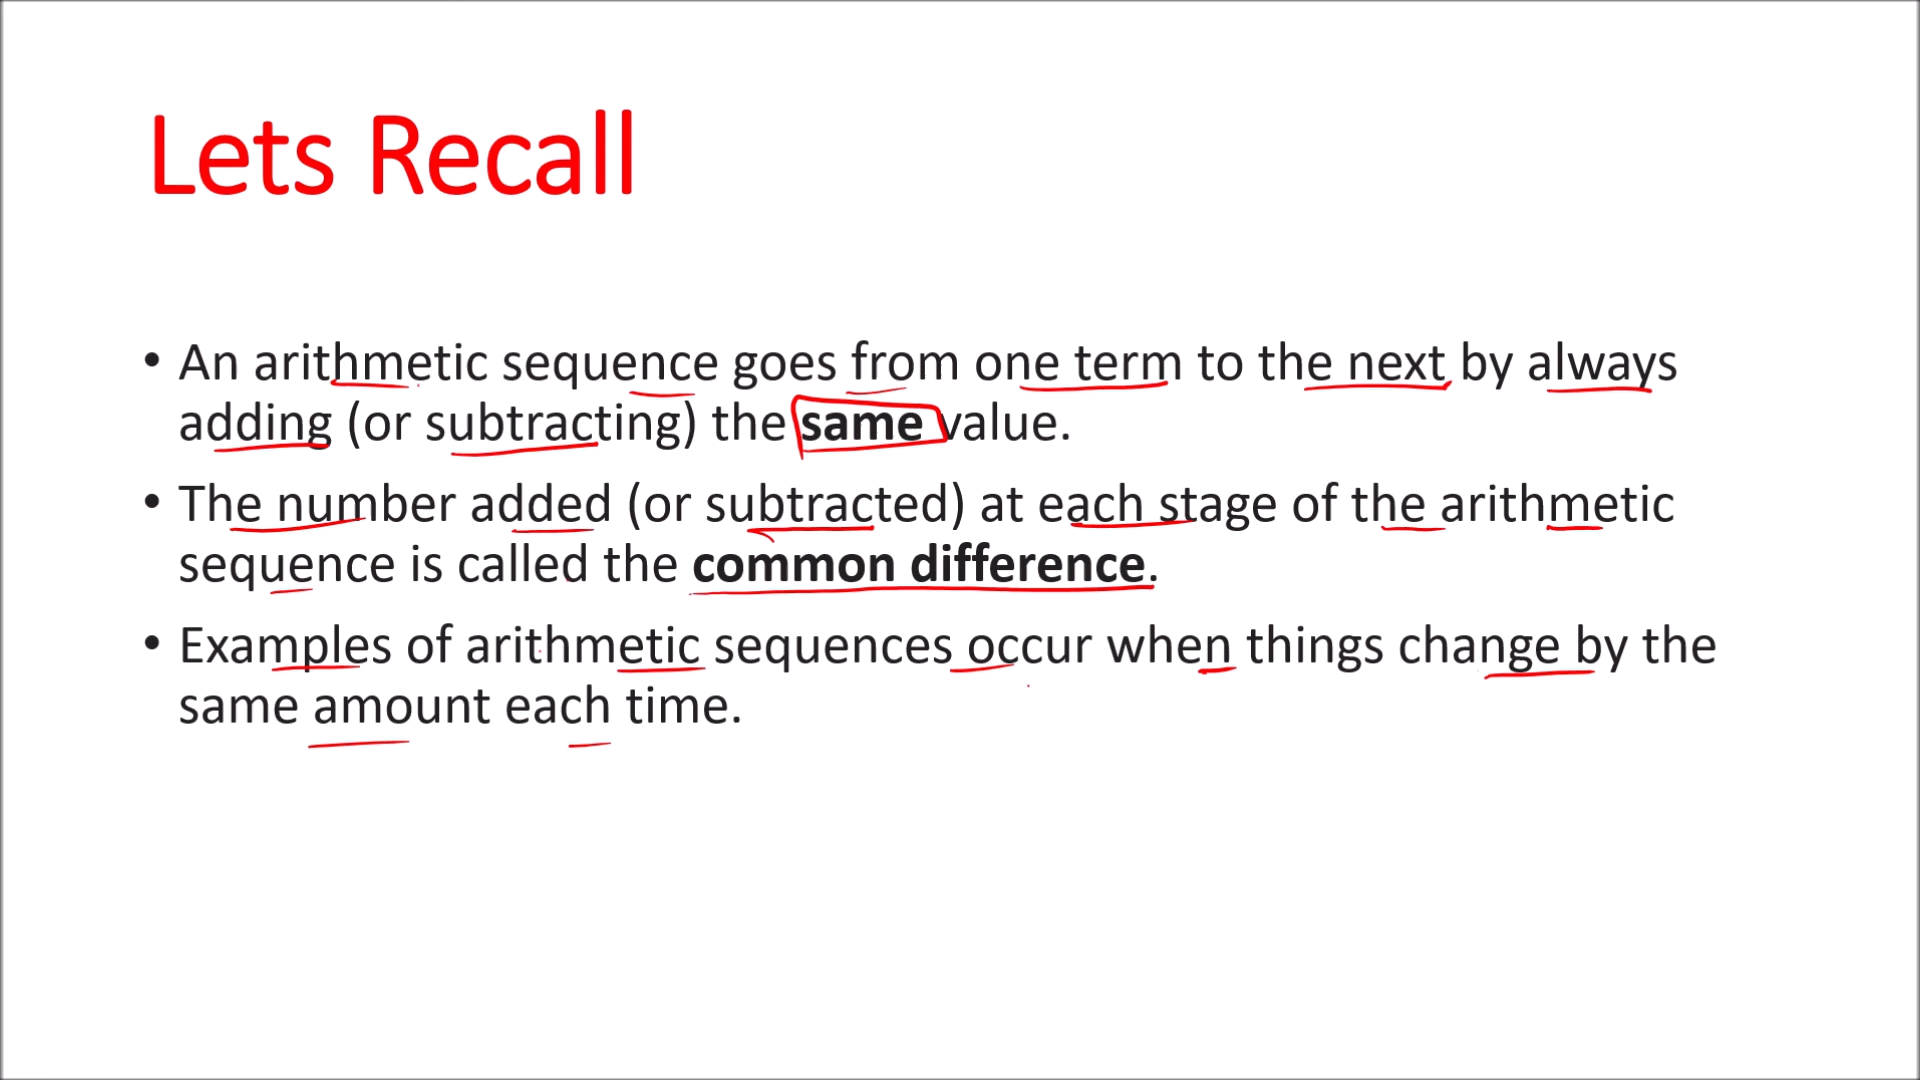 Lets Recall
• An arithmetic sequence goes from one term to the next by always
adding (or subtracting) the same value.
• The number added (or subtracted) at each stage of the arithmetic
sequence is called the common difference.
• Examples of arithmetic sequences occur when things change by the
same amount each time.